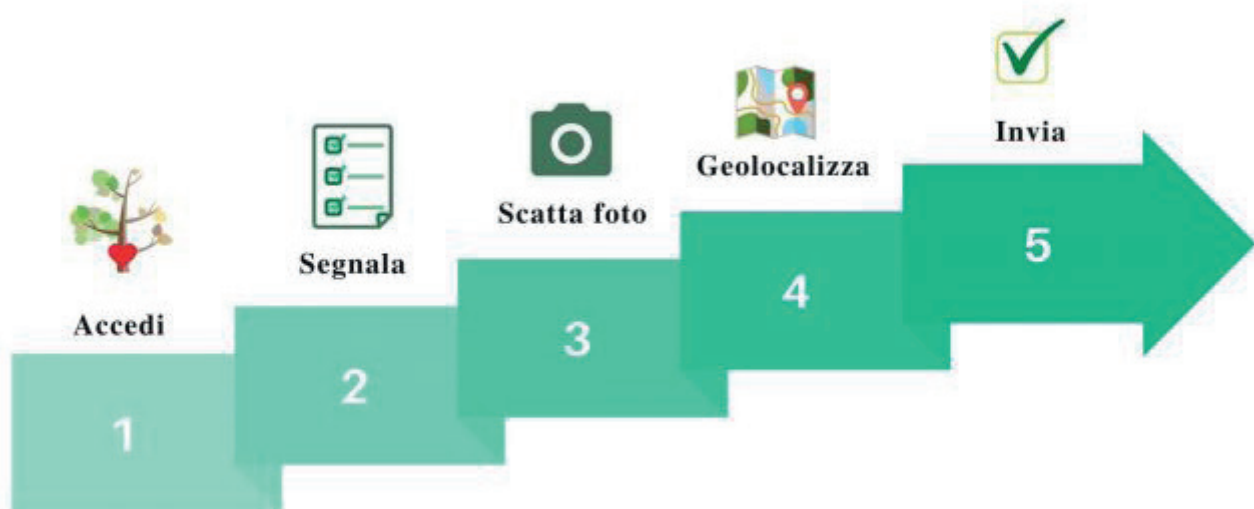 Accedi
1
Segnala
2
Scatta foto
3
Geolocalizza
4
Invia
5